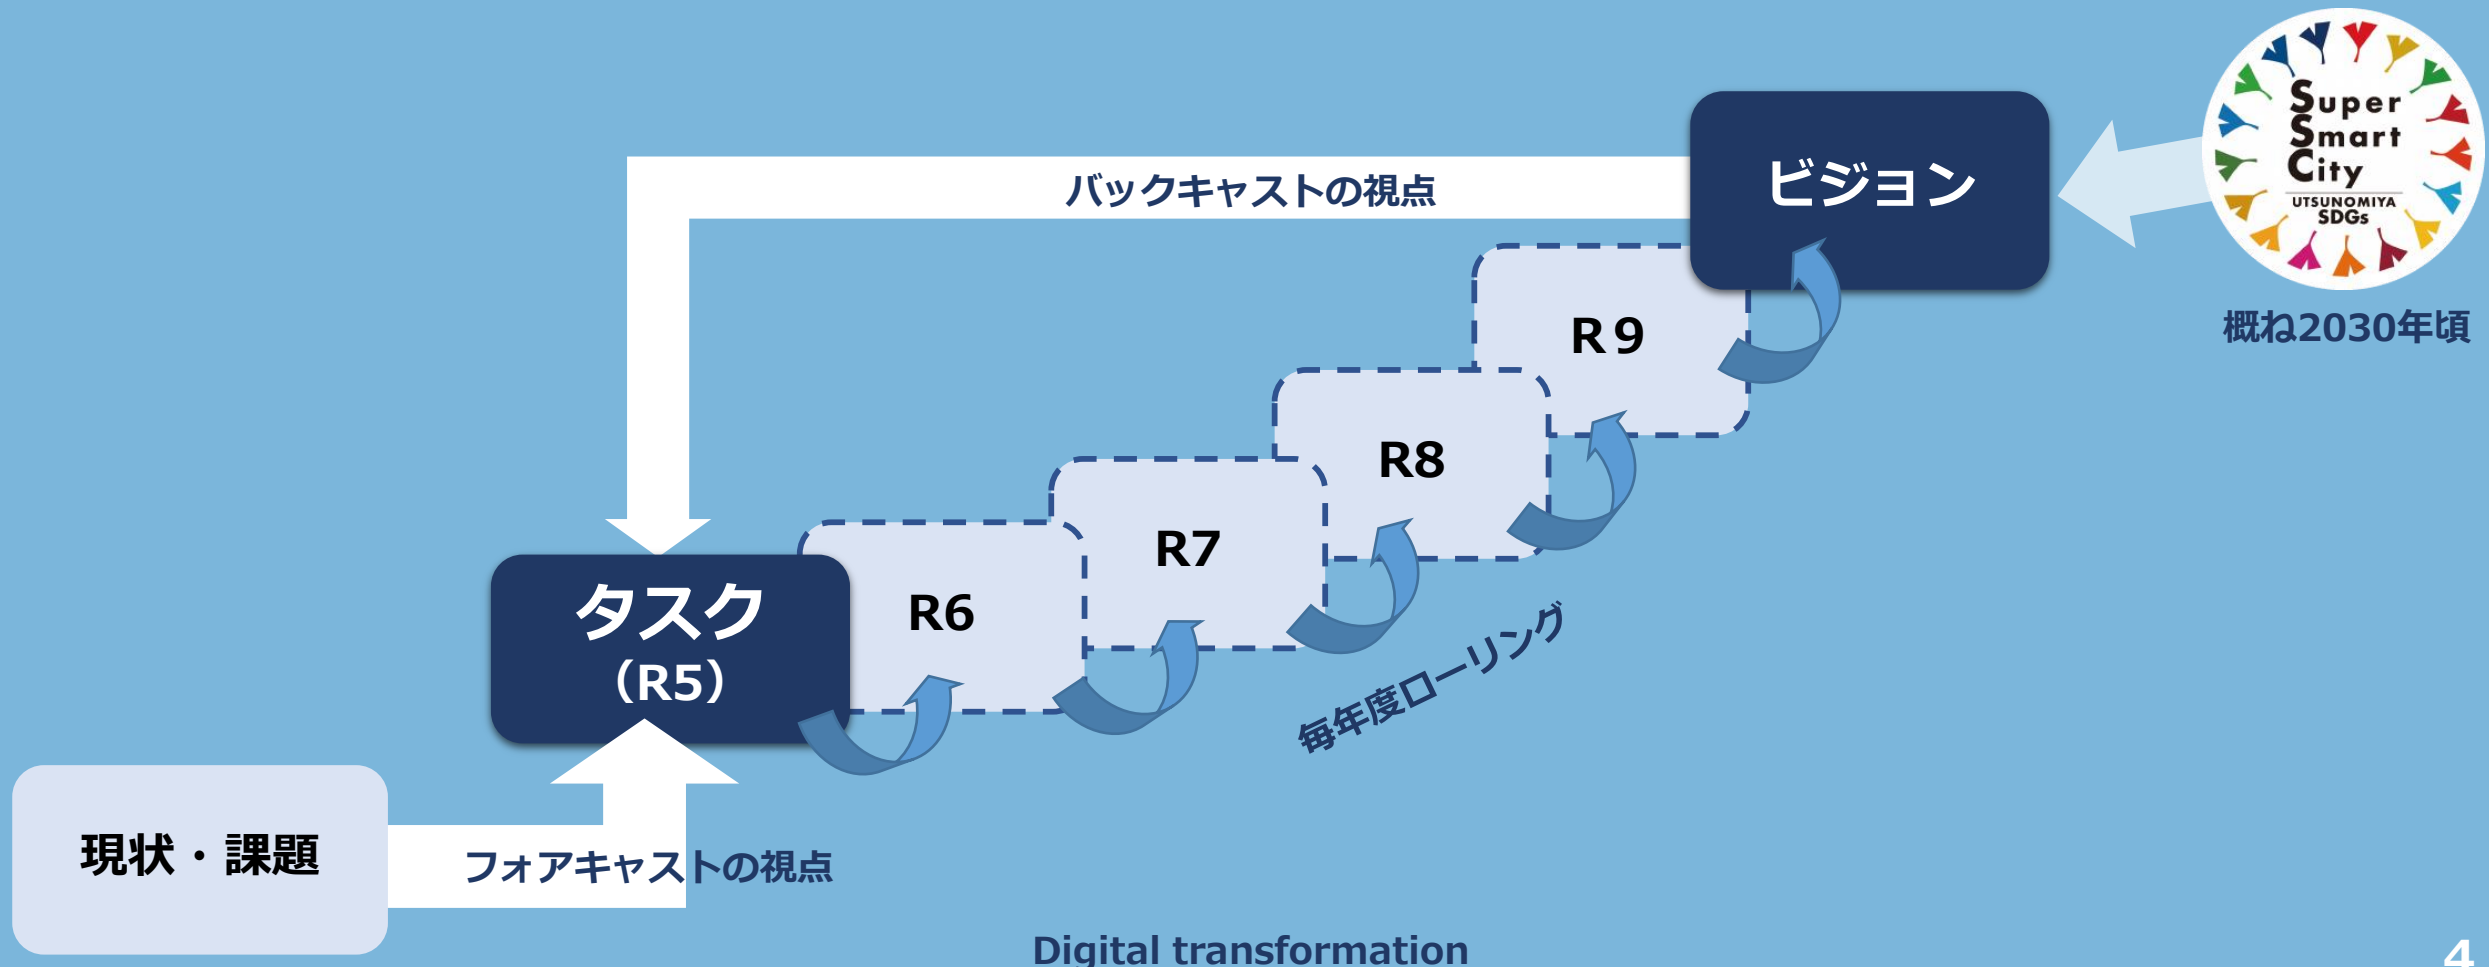 Super
Smart
City
UTSUNOMIYA
SDGs
概ね2030年頃
ビジョン
バックキャストの視点
R９
R8
R7
R6
タスク
（R5）
毎年度ローリング
現状・課題
フォアキャストの視点
Digital transformation
4